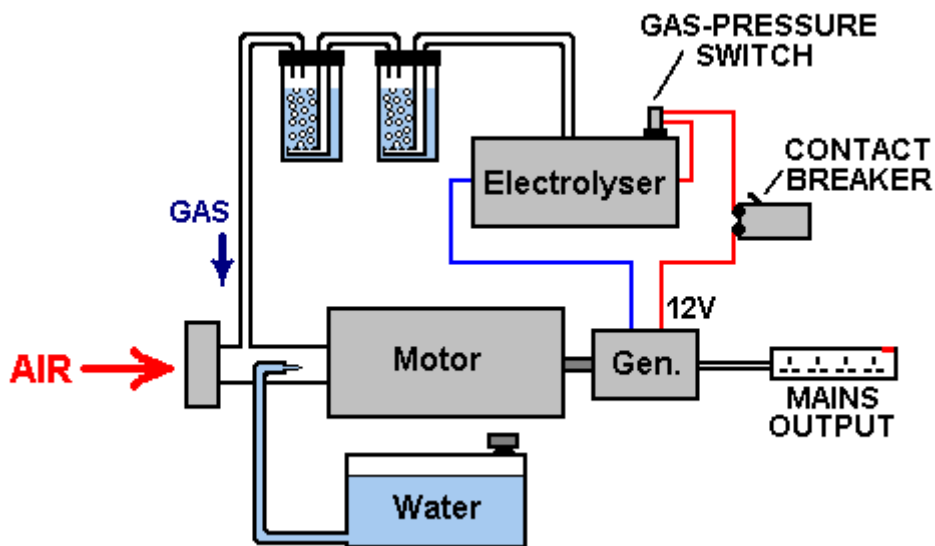 GAS-PRESSURE
SWITCH
Electrolyser
CONTACT
BREAKER
GAS
12V
AIR
Motor
Gen.
MAINS
OUTPUT
Water